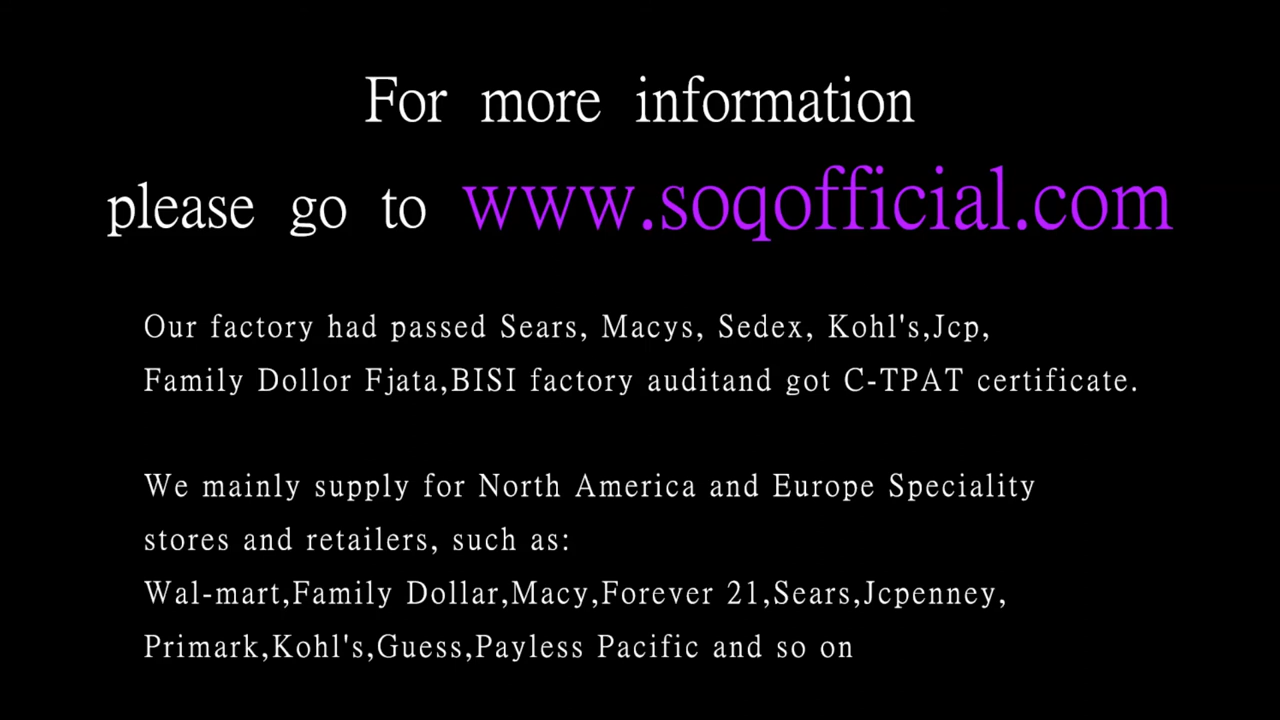 For more information
please go to www.soqofficial.com
Our factory had passed Sears, Macys, Sedex, Kohl's,Jcp,
Family Dollor Fjata,BISI factory auditand got C-TPAT certificate.
We mainly supply for North America and Europe Speciality
stores and retailers, such as:
Wal-mart,Family Dollar,Macy,Forever 21,Sears,Jcpenney,
Primark,Kohl's,Guess,Payless Pacific and so on